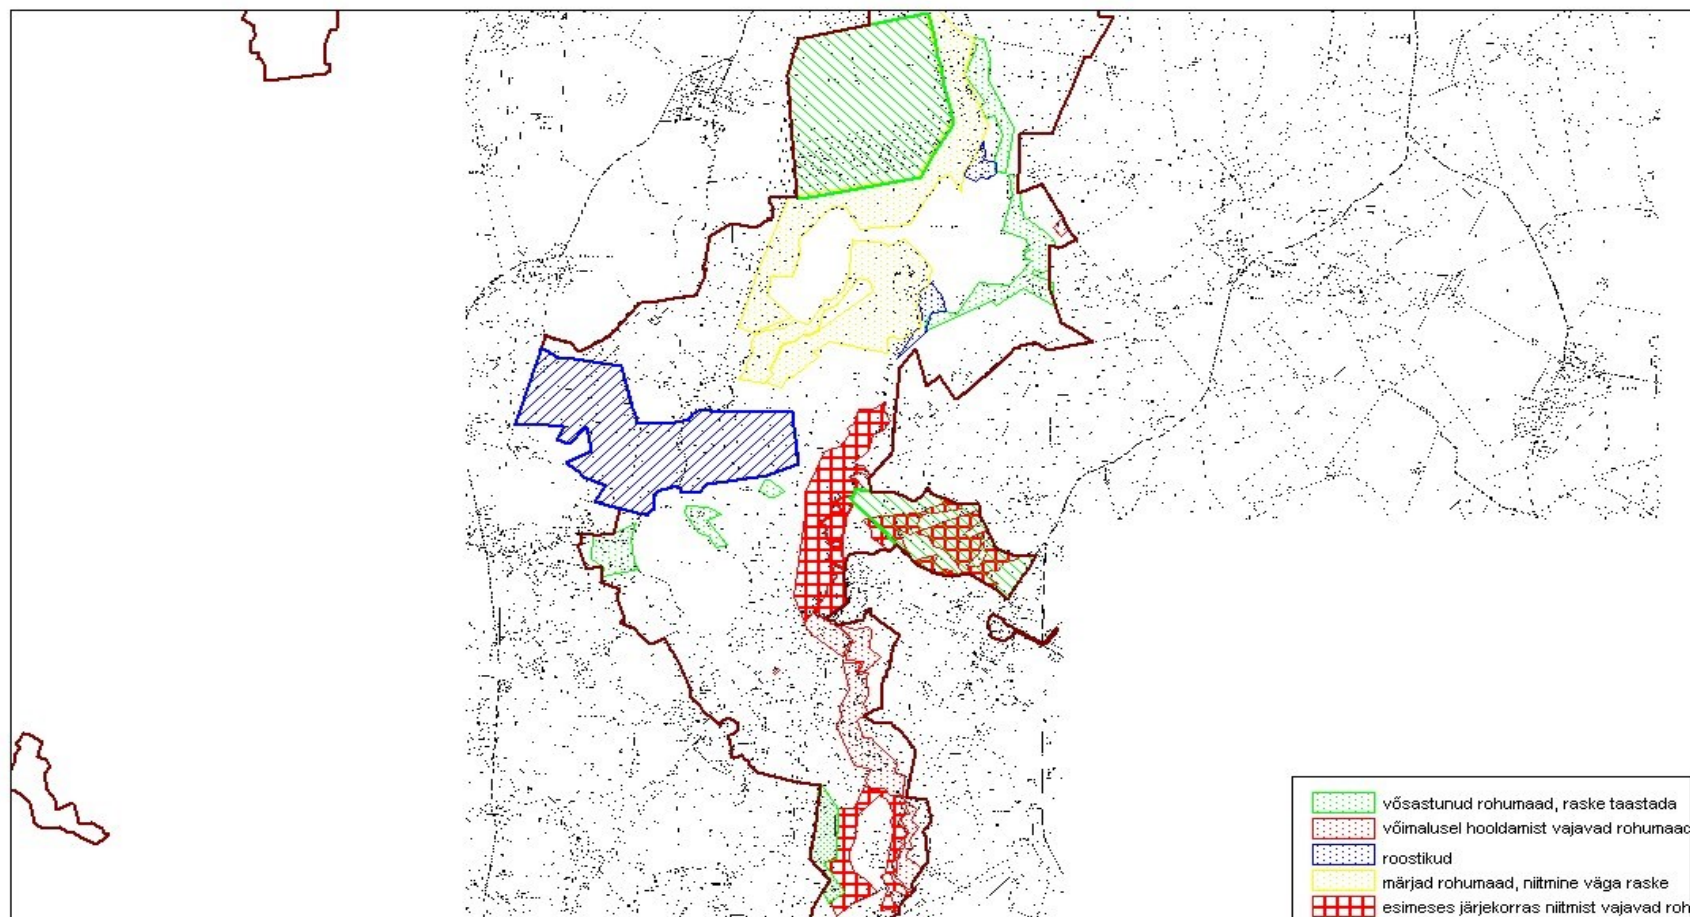 võsastunud rohumaad, raske taastada
võimalusel hooldamist vajavad rohumaad
roostikud
märjad rohumaad, niitmine väga raske
esimeses järjekorras niitmist vajavad roh